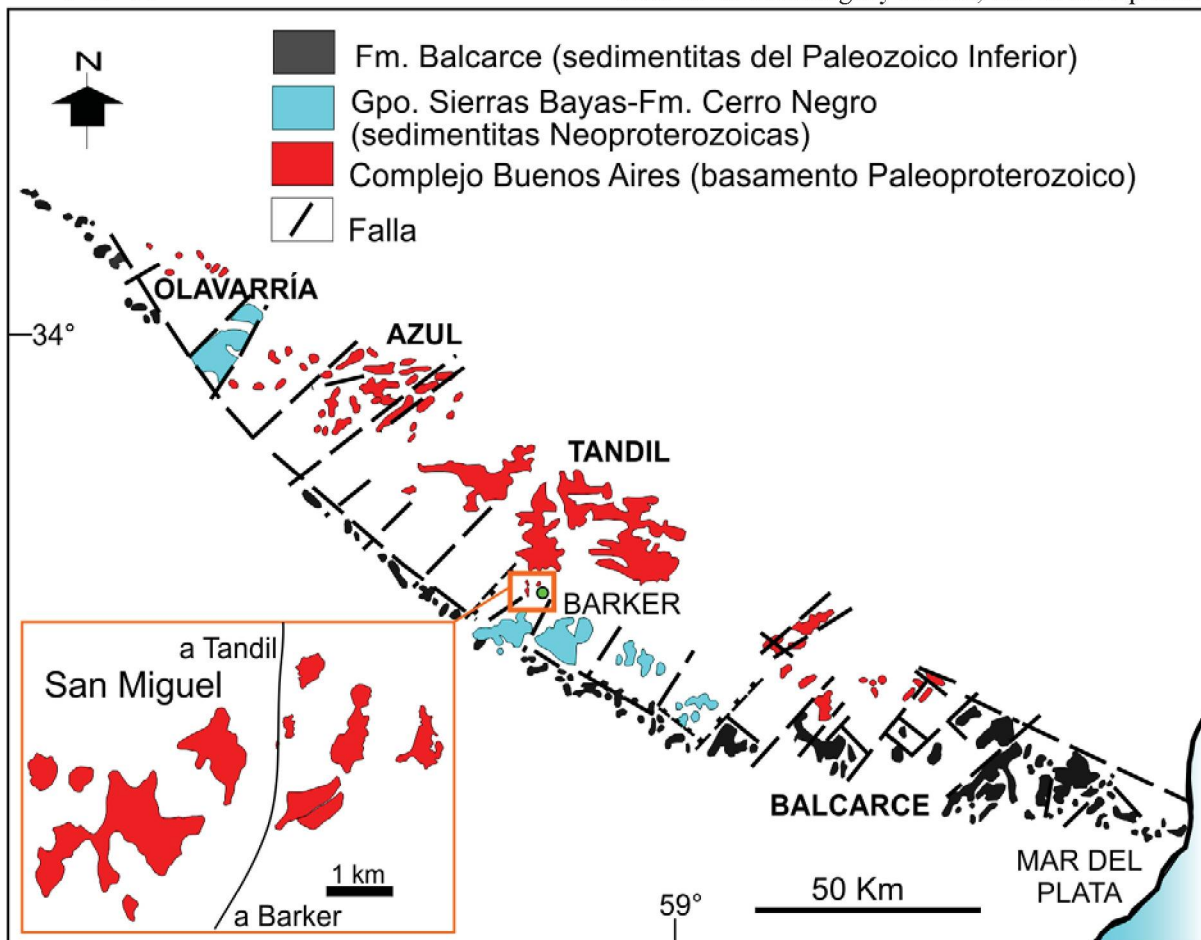 N
Fm. Balcarce (sedimentitas del Paleozoico Inferior)
Gpo. Sierras Bayas-Fm. Cerro Negro
(sedimentitas Neoproterozoicas)
Complejo Buenos Aires (basamento Paleoproterozoico)
Falla
OLAVARRÍA
34°
AZUL
TANDIL
BARKER
a Tandil
San Miguel
1 km
a Barker
BALCARCE
MAR DEL
PLATA
50 Km
59°